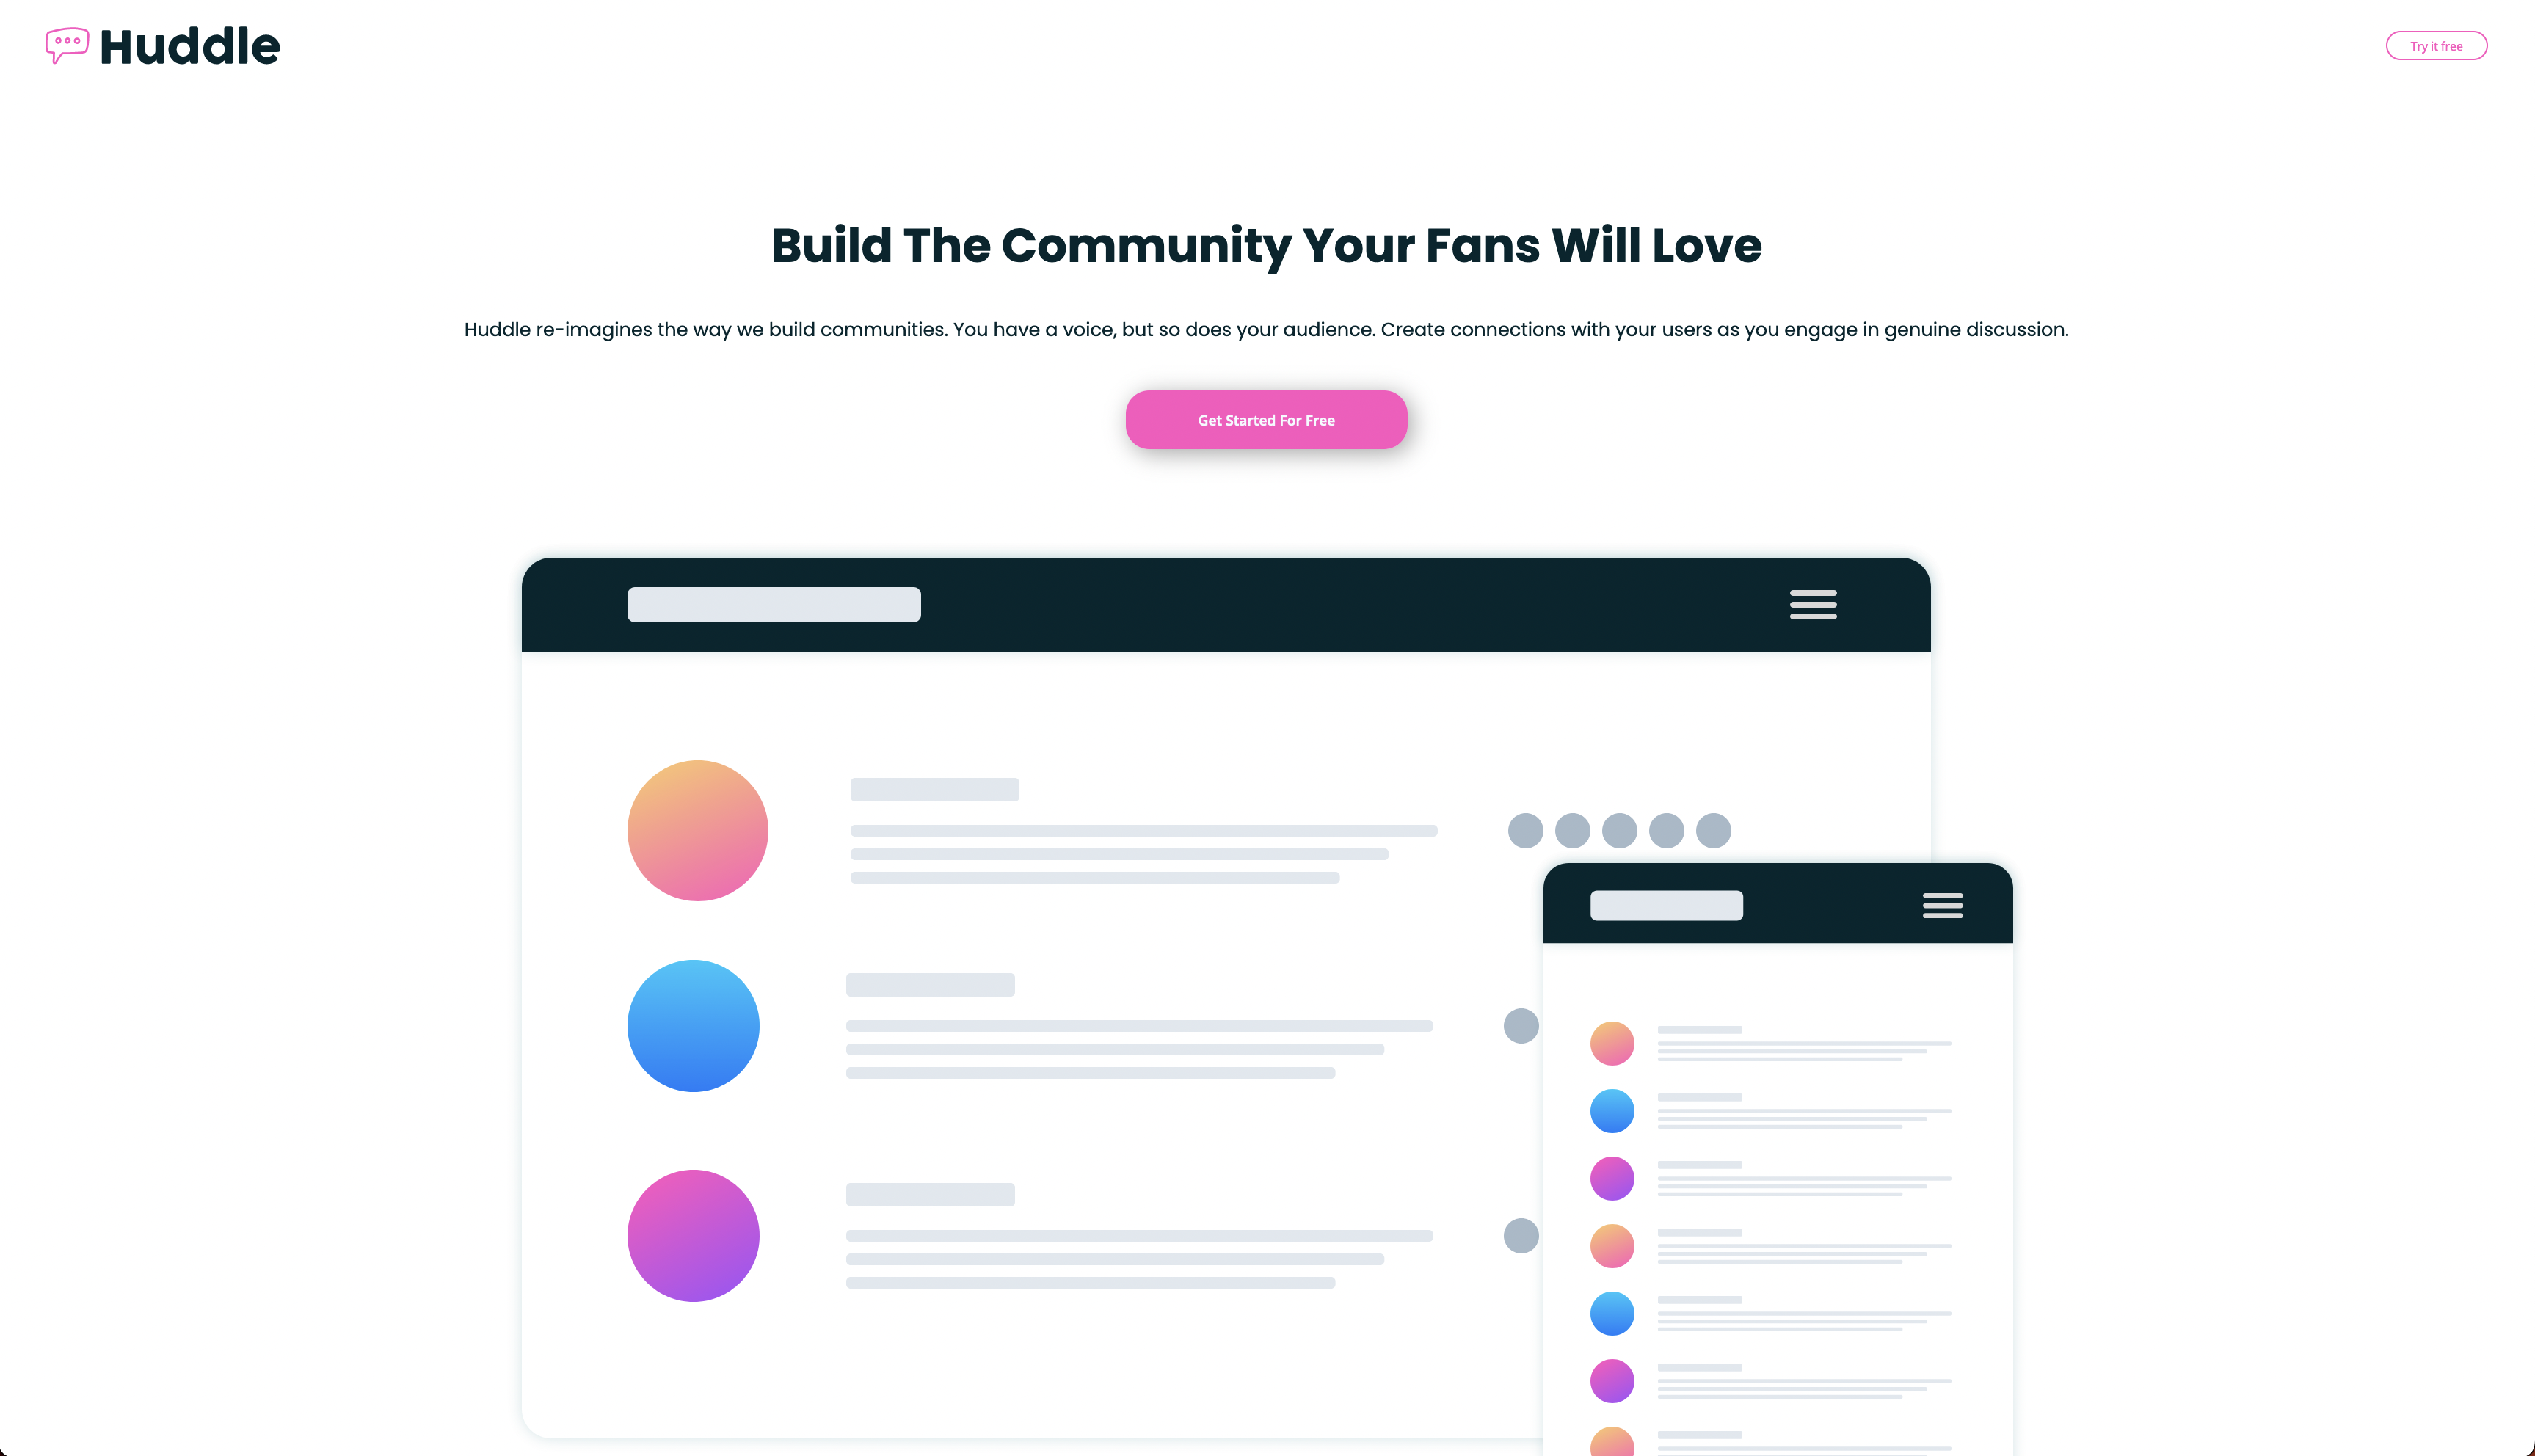 Huddle
Try it free
Build The Community Your Fans Will Love
Huddle re-imagines the way we build communities. You have a voice, but so does your audience. Create connections with your users as you engage in genuine discussion.
Get Started For Free